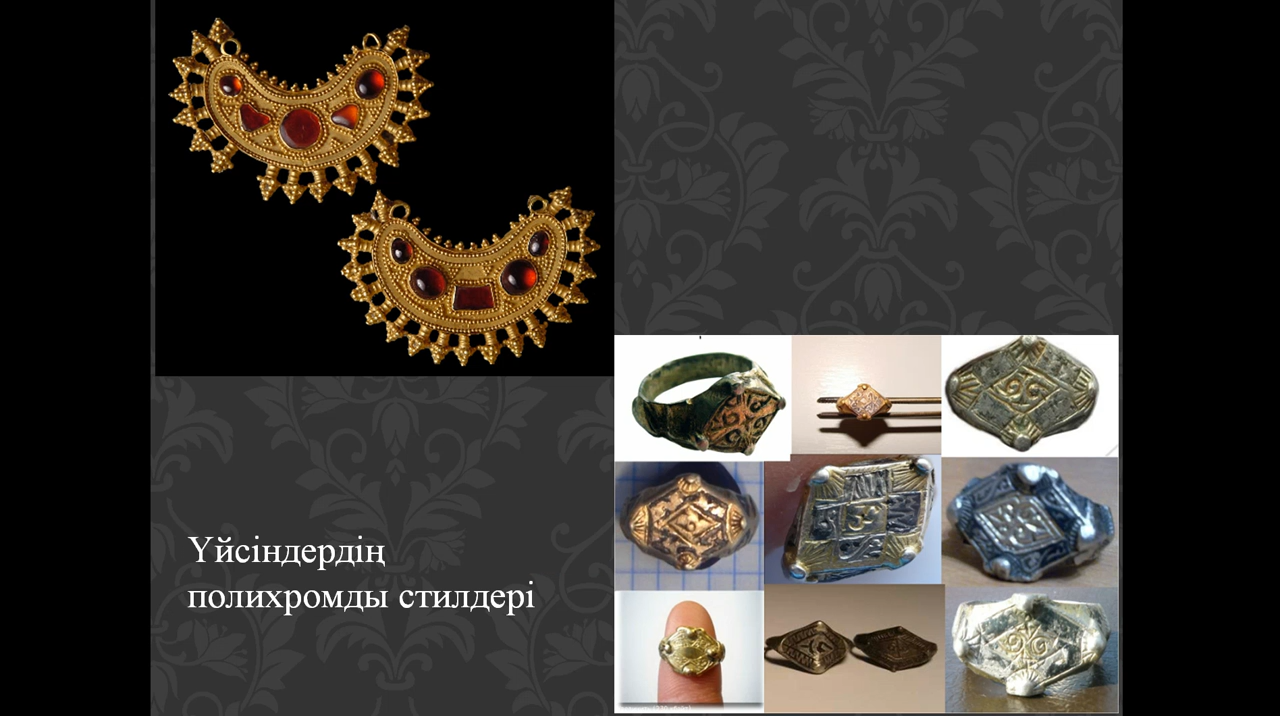 Үйсіндердің
полихромды стилдері